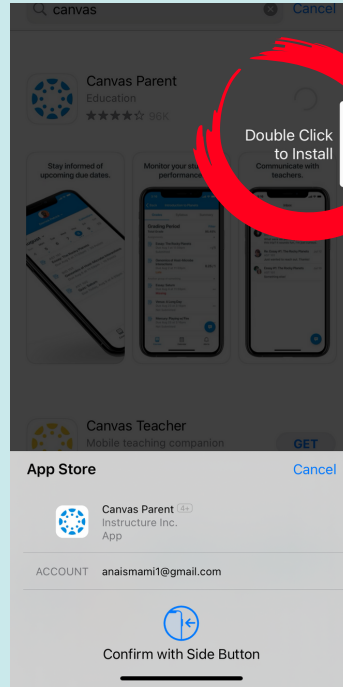 canvas
Cancel
Canvas Parent
Education
96K
Double Click
to Install
Stay informed of
upcoming due dates.
Monitor your
performance
Communicate with
teachers.
Canvas Teacher
Mobile teaching companion
GET
App Store
Cancel
Canvas Parent 4+
Instructure Inc.
App
ACCOUNT anaismami1@gmail.com
Confirm with Side Button